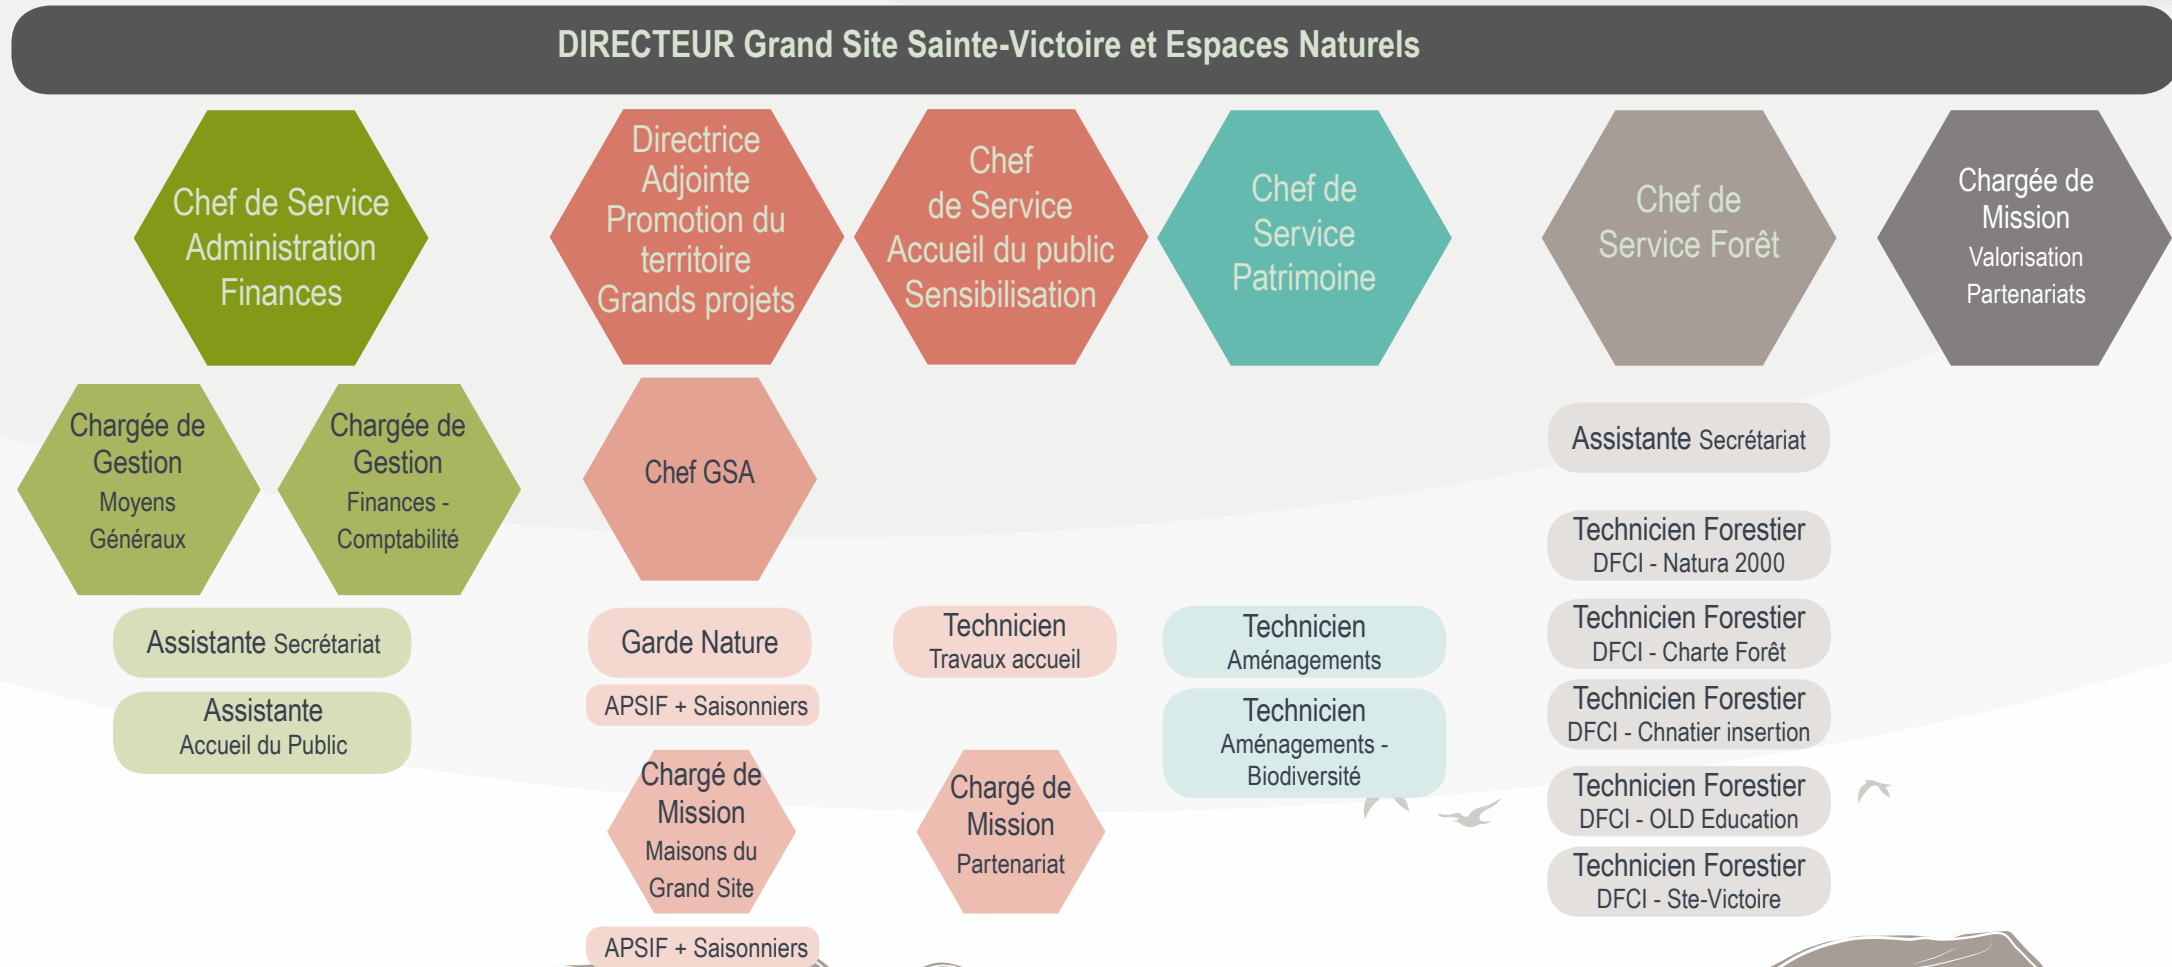 DIRECTEUR Grand Site Sainte-Victoire et Espaces Naturels
Chef de Service
Administration
Finances
Directrice
Adjointe
Promotion du
territoire
Grands projets
Chef
de Service
Accueil du public
Sensibilisation
Chef de
Service
Patrimoine
Chef de
Service Forêt
Chargée de
Mission
Valorisation
Partenariats
Chargée de
Gestion
Moyens
Généraux
Chargée de
Gestion
Finances -
Comptabilité
Assistante Secrétariat
Assistante
Accueil du Public
Chef GSA
Garde Nature
APSIF + Saisonniers
Chargé de
Mission
Maisons du
Grand Site
APSIF + Saisonniers
Technicien
Travaux accueil
Chargé de
Mission
Partenariat
Technicien
Aménagements
Technicien
Aménagements -
Biodiversité
Assistante Secrétariat
Technicien Forestier
DFCI - Natura 2000
Technicien Forestier
DFCI - Charte Forêt
Technicien Forestier
DFCI - Chnatier insertion
Technicien Forestier
DFCI - OLD Education
Technicien Forestier
DFCI - Ste-Victoire